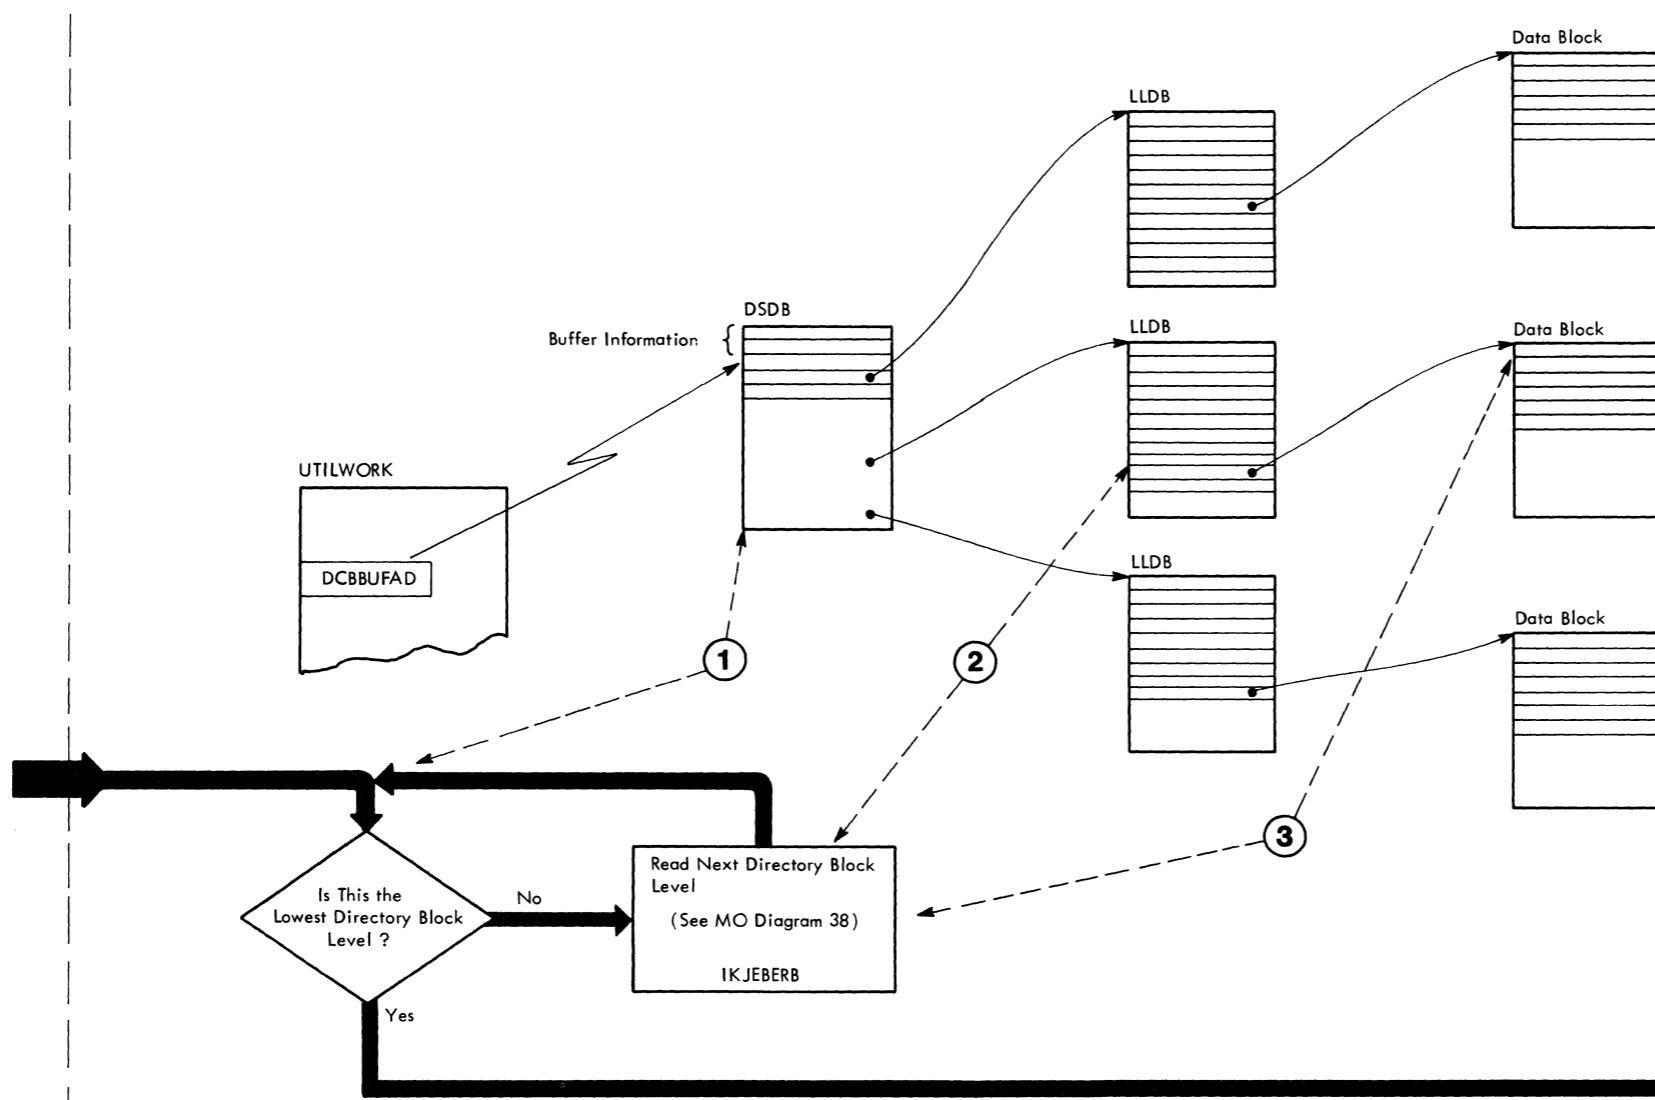 Data Block
LLDB
DSDB
Buffer Information
LLDB
Data Block
UTILWORK
DCBBUFAD
LLDB
Data Block
1
2
3
Is This the
Lowest Directory Block
Level ?
No
Read Next Directory Block
Level
(See MO Diagram 38)
IKJEBERB
Yes